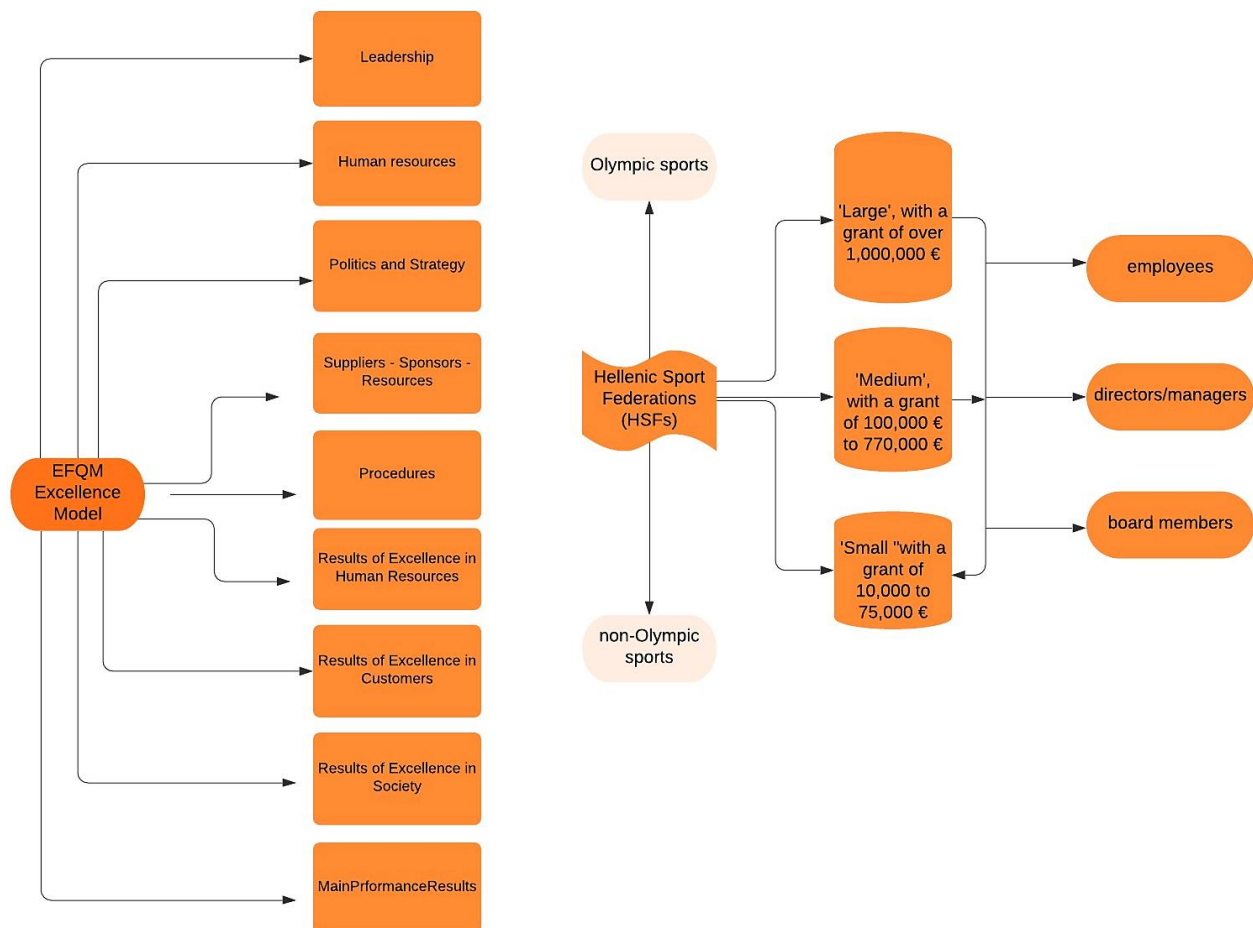 Leadership
Human resources
Politics and Strategy
Suppliers - Sponsors -
Resources
Procedures
Results of Excellence in
Human Resources
Results of Excellence in
Customers
Results of Excellence in
Society
MainPrformanceResults
EFQM
Excellence
Model
Olympic sports
Hellenic Sport
Federations
(HSFs)
non-Olympic
sports
'Large', with a
grant of over
1,000,000 €
'Medium',
with a grant
of 100,000 €
to 770,000 €
'Small "with a
grant of
10,000 to
75,000 €
employees
directors/managers
board members